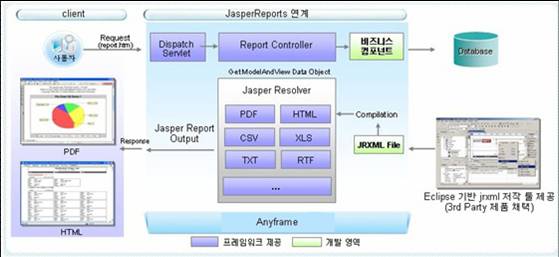 client
JasperReports 연계
사용자
Request
(report.htm)
Dispatch
Servlet
Report Controller
비즈니스
컴포넌트
Database
Get ModelAndView Data Object
Jasper Resolver
PDF
HTML
CSV
XLS
TXT
RTF
...
Compilation
JRXML File
Jasper Report
Output
Response
PDF
HTML
Eclipse 기반 jrxml 저작 툴 제공
(3rd Party 제품 채택)
Anyframe
프레임워크 제공
개발 영역